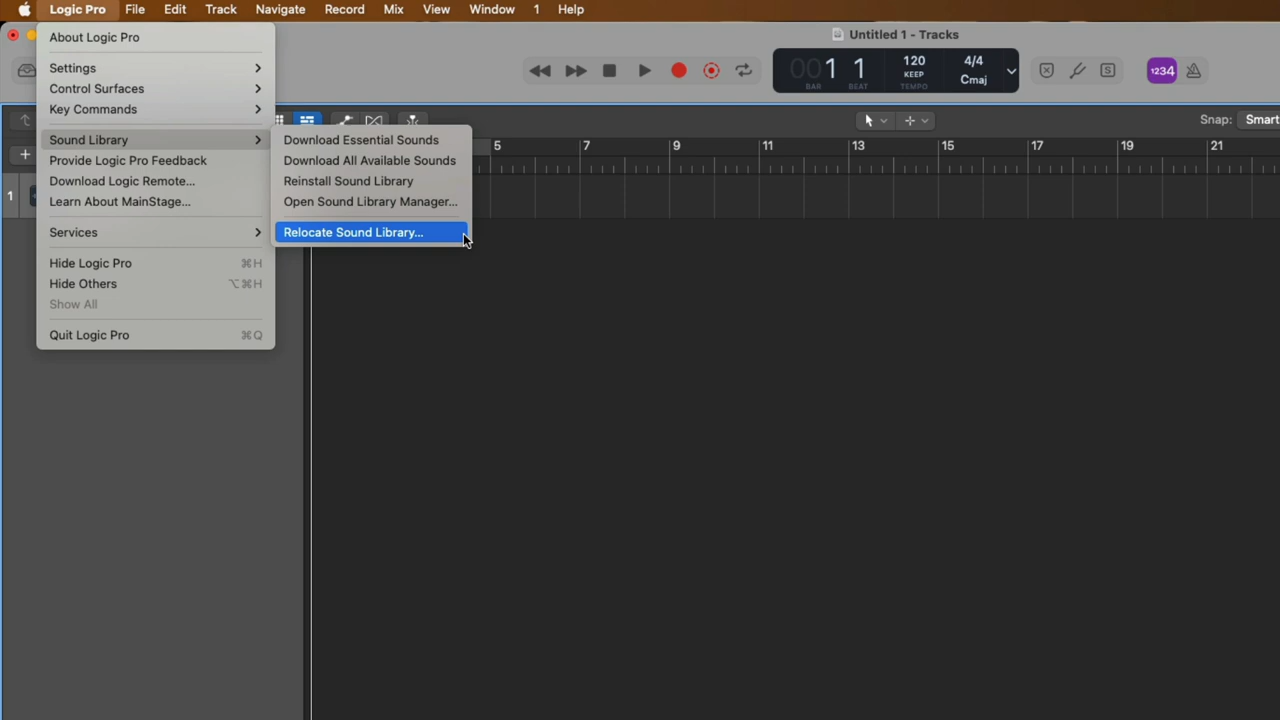 Logic Pro File Edit Track Navigate Record Mix View Window 1 Help
Untitled 1 - Tracks
About Logic Pro
Settings
Control Surfaces
Key Commands
Sound Library
Provide Logic Pro Feedback
Download Logic Remote...
Learn About MainStage...
Services
Hide Logic Pro ⌘H
Hide Others ⌥⌘H
Show All
Quit Logic Pro ⌘Q
Download Essential Sounds
Download All Available Sounds
Reinstall Sound Library
Open Sound Library Manager...
Relocate Sound Library...
001 1 120 4/4
KEEP Cmaj
BAR BEAT TEMPO
S
1234
Snap: Smart
5 7 9 11 13 15 17 19 21
1